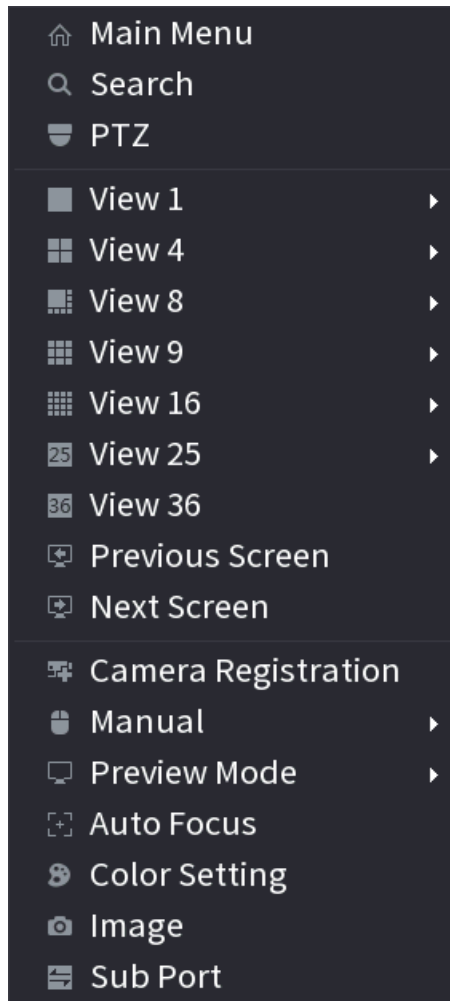 Main Menu
Search
PTZ
View 1
View 4
View 8
View 9
View 16
25 View 25
36 View 36
Previous Screen
Next Screen
Camera Registration
Manual
Preview Mode
Auto Focus
Color Setting
Image
Sub Port